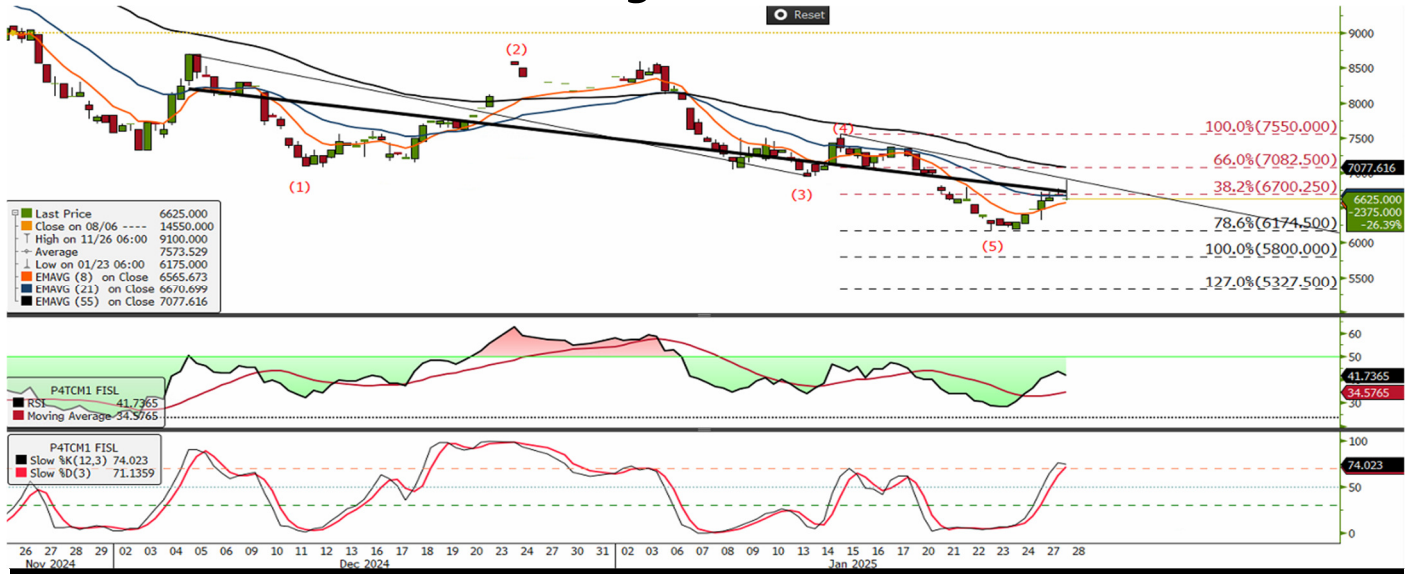 Reset
(2)
(4)
(1)
(3)
(5)
100.0%(7550.000)
66.0%(7082.500)
38.2%(6700.250)
78.6%(6174.500)
100.0%(5800.000)
127.0%(5327.500)
9000
8500
8000
7500
7077.616
6625.000
-2375.000
-26.39%
6000
5500
Last Price 6625.000
Close on 08/06 ---- 14550.000
High on 11/26 06:00 9100.000
Average 7573.529
Low on 01/23 06:00 6175.000
EMAVG (8) on Close 6565.673
EMAVG (21) on Close 6670.699
EMAVG (55) on Close 7077.616
60
50
41.7365
34.5765
30
P4TCM1 FISL
RSI 41.7365
Moving Average 34.5765
P4TCM1 FISL
Slow %K(12,3) 74.023
Slow %D(3) 71.1359
100
74.023
50
0
26 27 28 29 02 03 04 05 06 09 10 11 12 13 16 17 18 19 20 23 24 27 30 31 02 03 06 07 08 09 10 13 14 15 16 17 20 21 22 23 24 27 28
Nov 2024 Dec 2024 Jan 2025